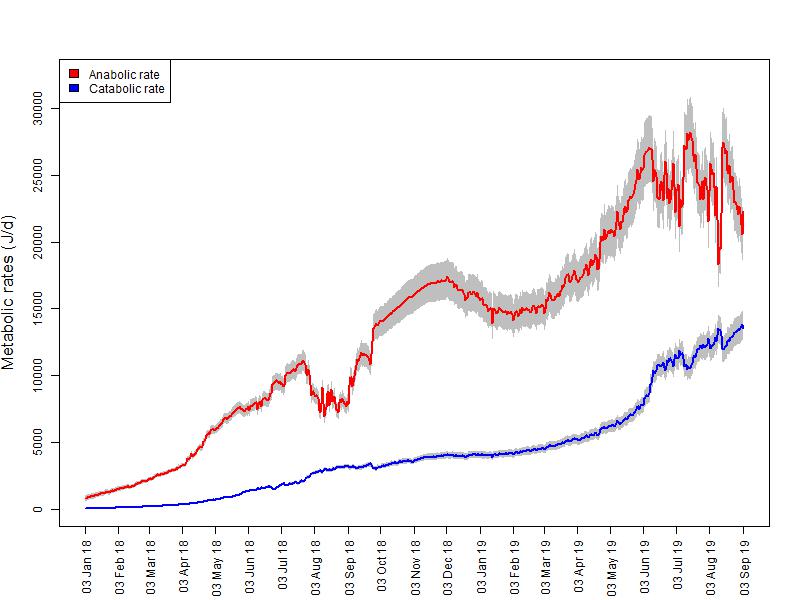 Anabolic rate
Catabolic rate
Metabolic rates (J/d)
30000
25000
20000
15000
10000
5000
0
03 Jan 18
03 Feb 18
03 Mar 18
03 Apr 18
03 May 18
03 Jun 18
03 Jul 18
03 Aug 18
03 Sep 18
03 Oct 18
03 Nov 18
03 Dec 18
03 Jan 19
03 Feb 19
03 Mar 19
03 Apr 19
03 May 19
03 Jun 19
03 Jul 19
03 Aug 19
03 Sep 19